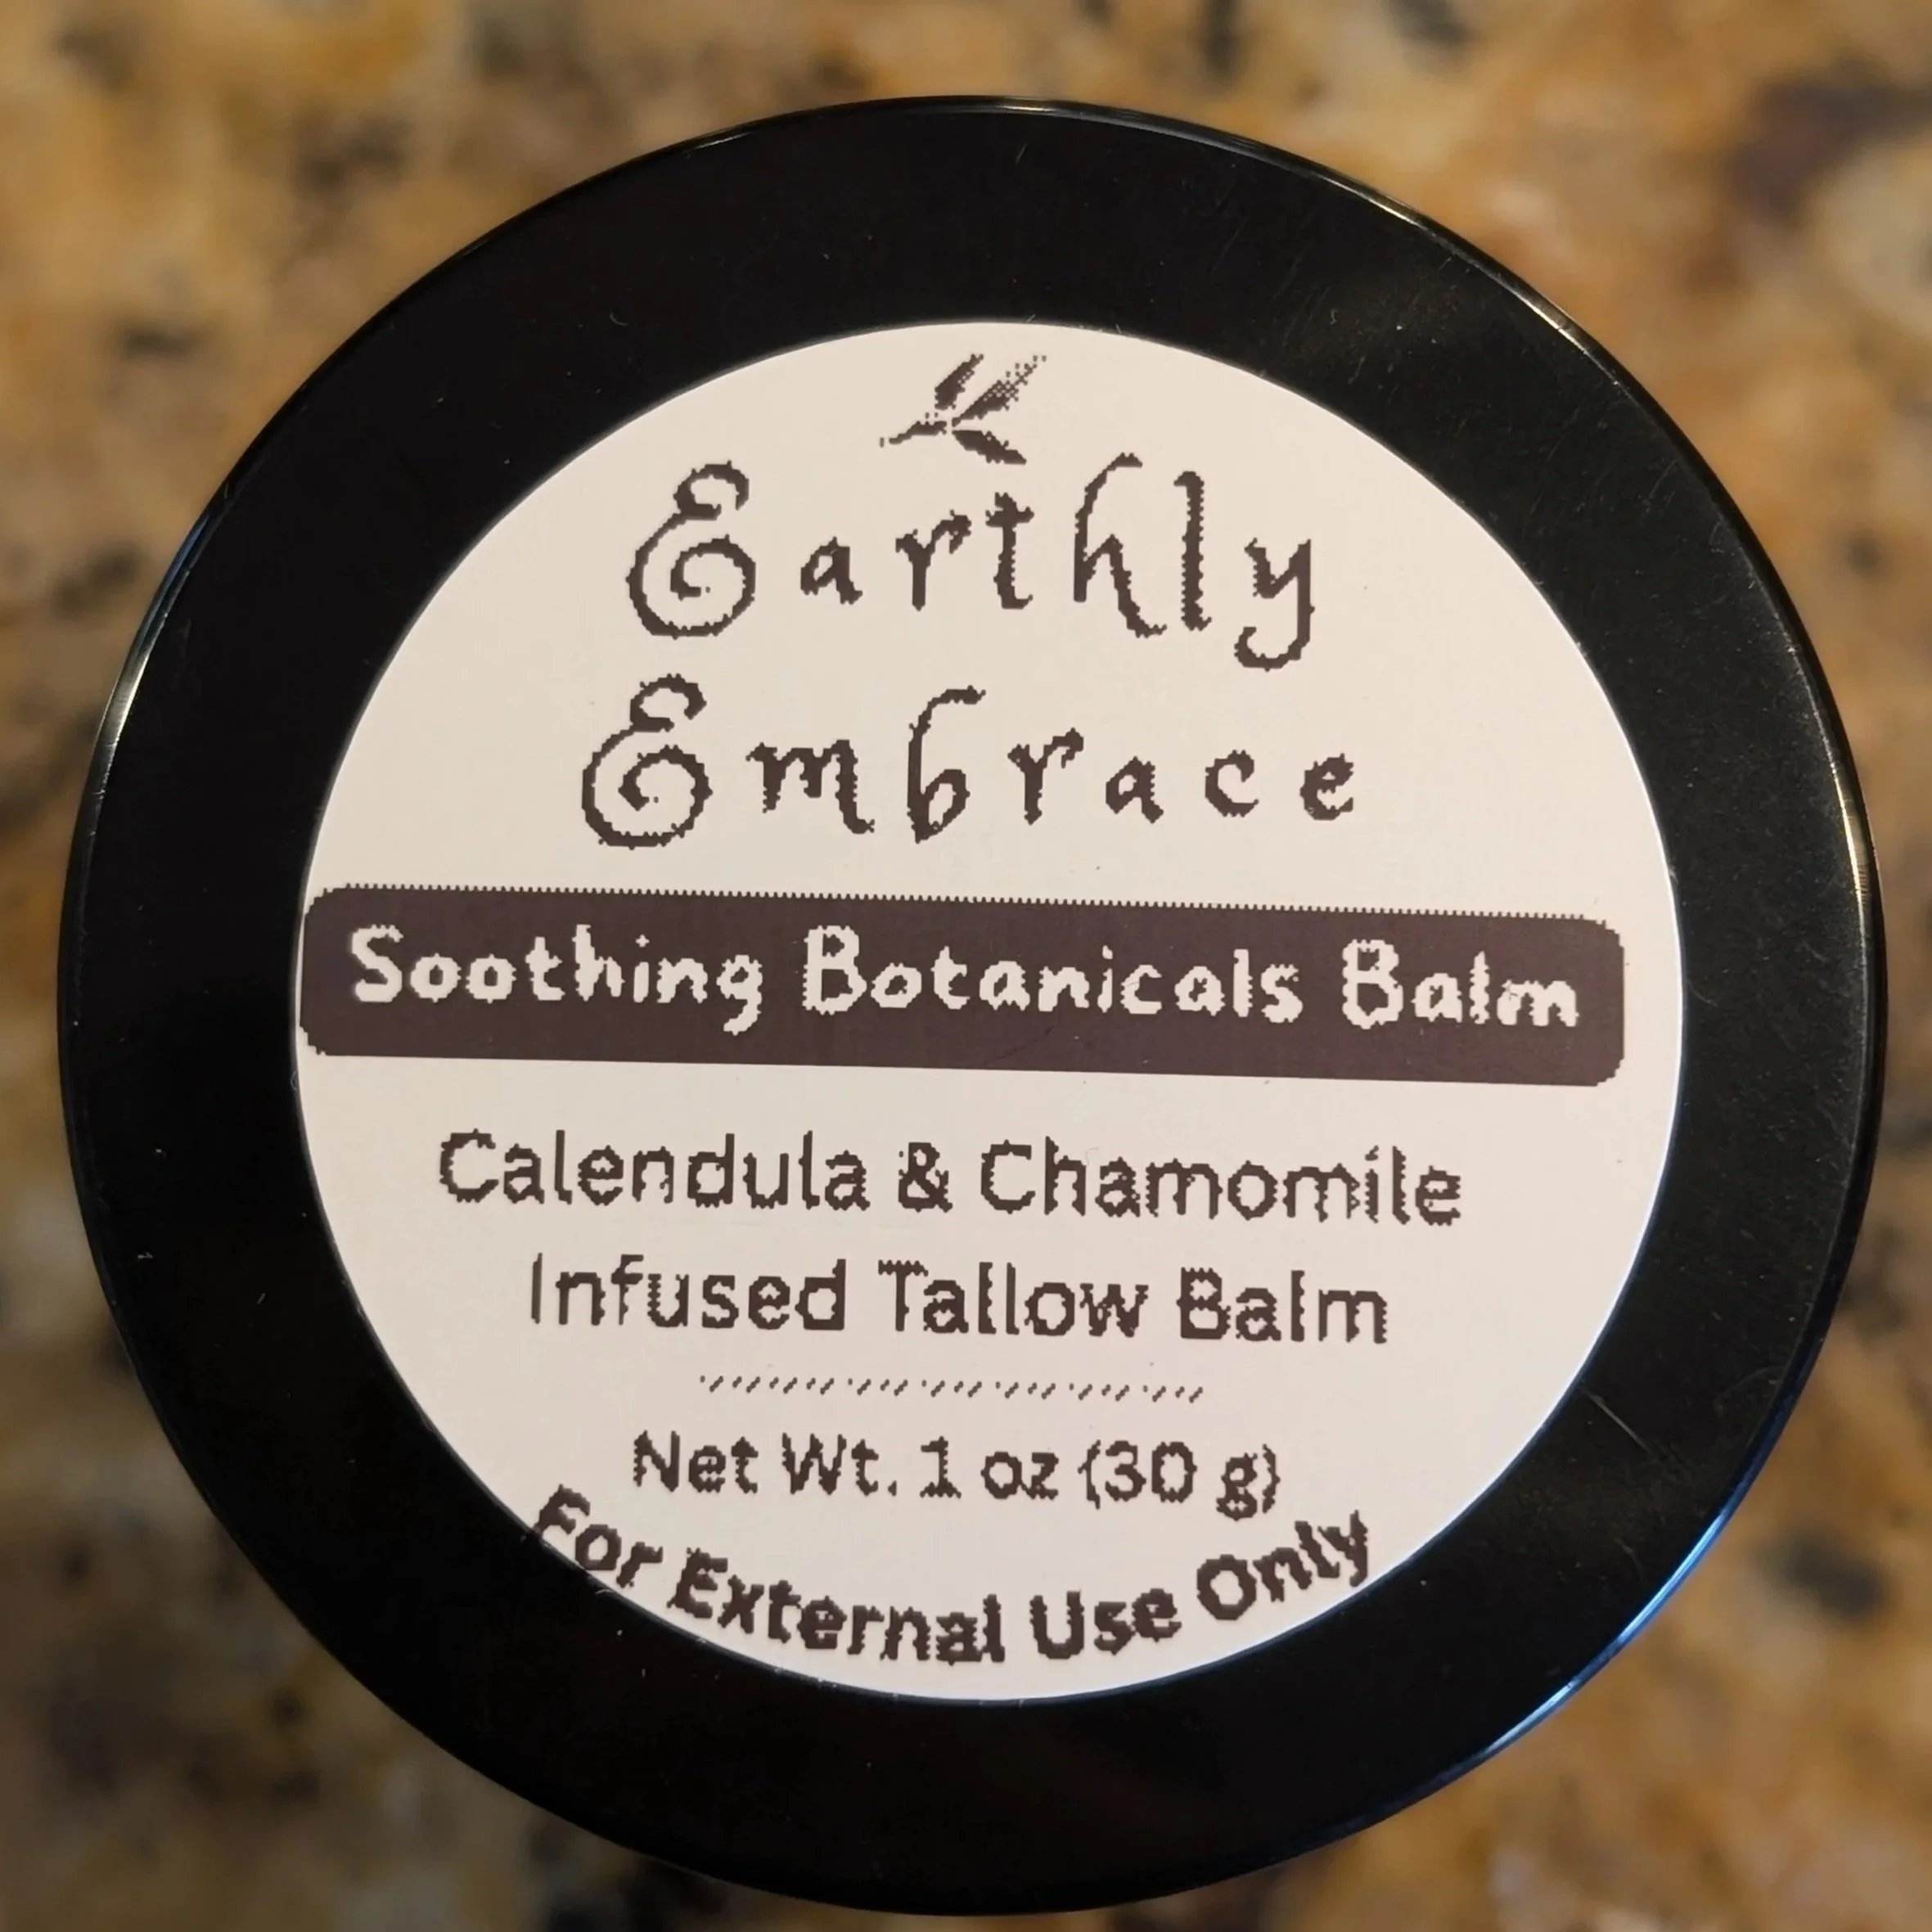 Earthly
Embrace
Soothing Botanicals Balm
Calendula & Chamomile
Infused Tallow Balm
Net Wt. 1 oz (30 g)
For External Use Only